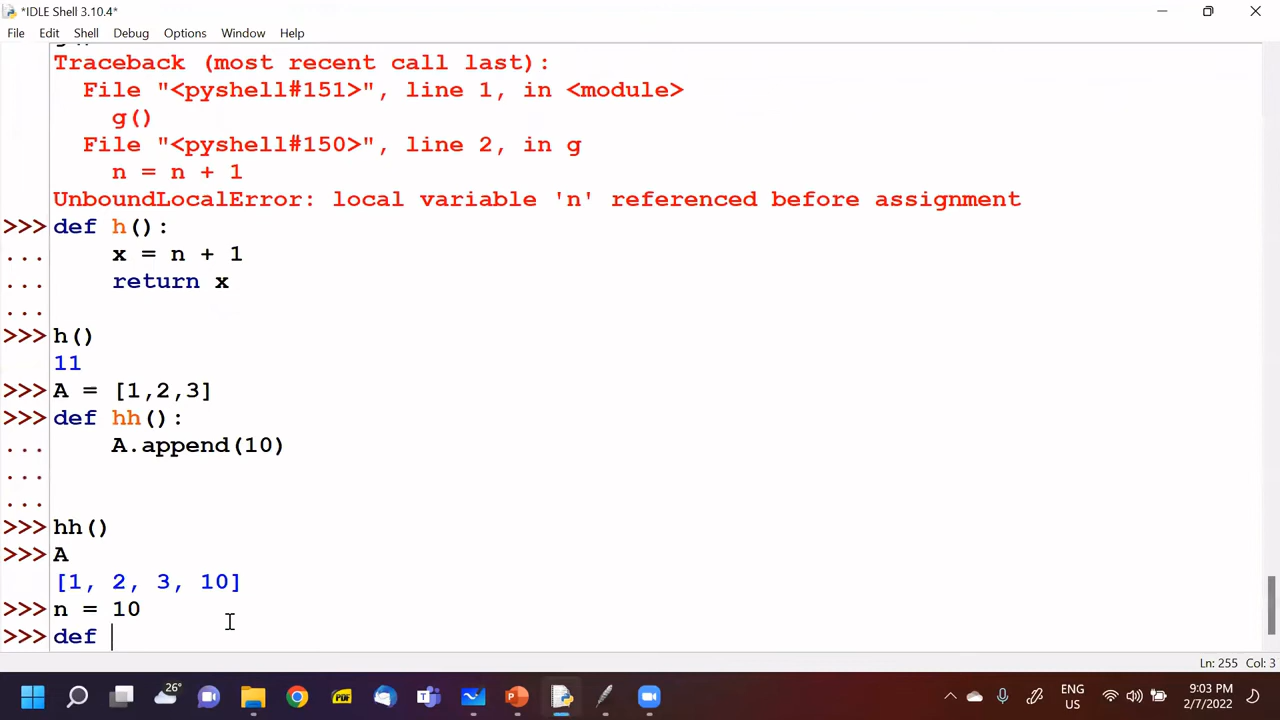 *IDLE Shell 3.10.4*
File Edit Shell Debug Options Window Help
Traceback (most recent call last):
  File "<pyshell#151>", line 1, in <module>
    g()
  File "<pyshell#150>", line 2, in g
    n = n + 1
UnboundLocalError: local variable 'n' referenced before assignment
>>> def h():
...     x = n + 1
...     return x
...
>>> h()
11
>>> A = [1,2,3]
>>> def hh():
...     A.append(10)
...
...
>>> hh()
>>> A
[1, 2, 3, 10]
>>> n = 10
>>> def
Ln: 255 Col: 3
26°
PDF
ENG
US
9:03 PM
2/7/2022